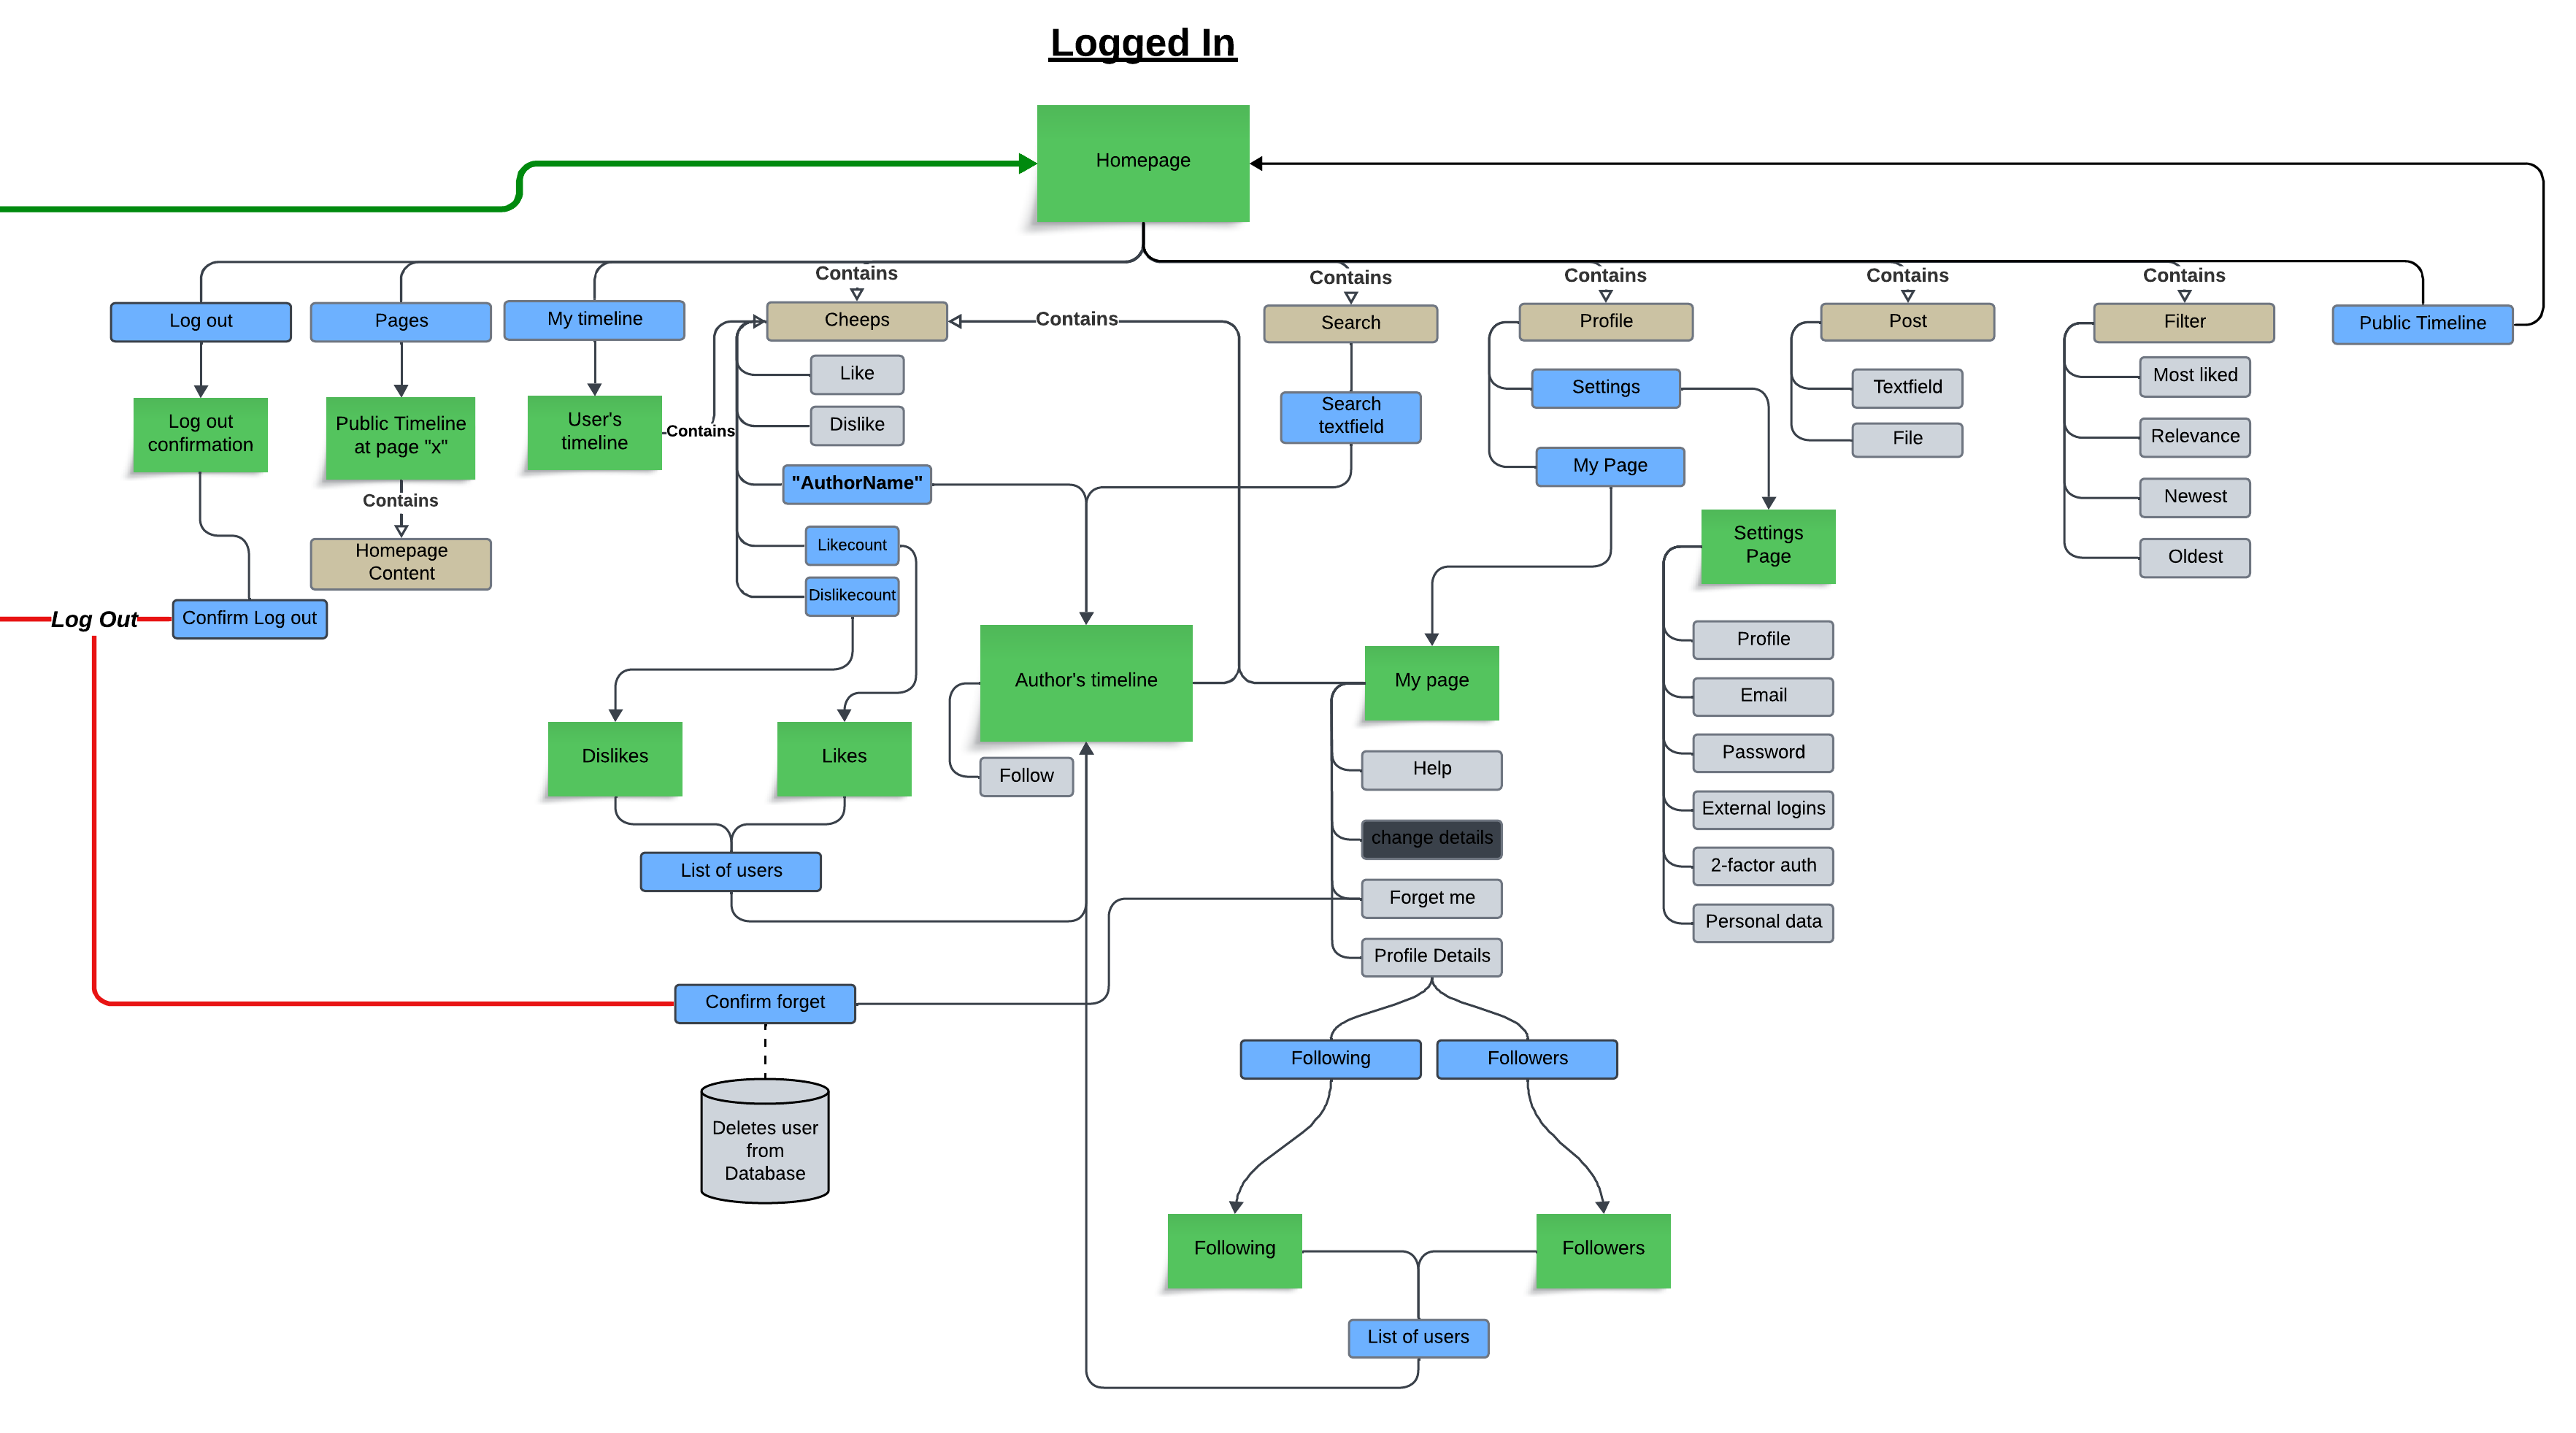 Logged In
Homepage
Contains
Contains
Contains
Contains
Contains
Log out
Pages
My timeline
Cheeps
Contains
Search
Profile
Post
Filter
Public Timeline
Like
Dislike
"AuthorName"
Likecount
Dislikecount
Log out
confirmation
Public Timeline
at page "x"
User's
timeline
Contains
Contains
Homepage
Content
Search
textfield
Settings
My Page
Textfield
File
Most liked
Relevance
Newest
Oldest
Settings
Page
Log Out
Confirm Log out
Profile
Email
Password
External logins
2-factor auth
Personal data
Author's timeline
Follow
My page
Help
change details
Forget me
Profile Details
Dislikes
Likes
List of users
Confirm forget
Deletes user
from
Database
Following
Followers
Following
Followers
List of users